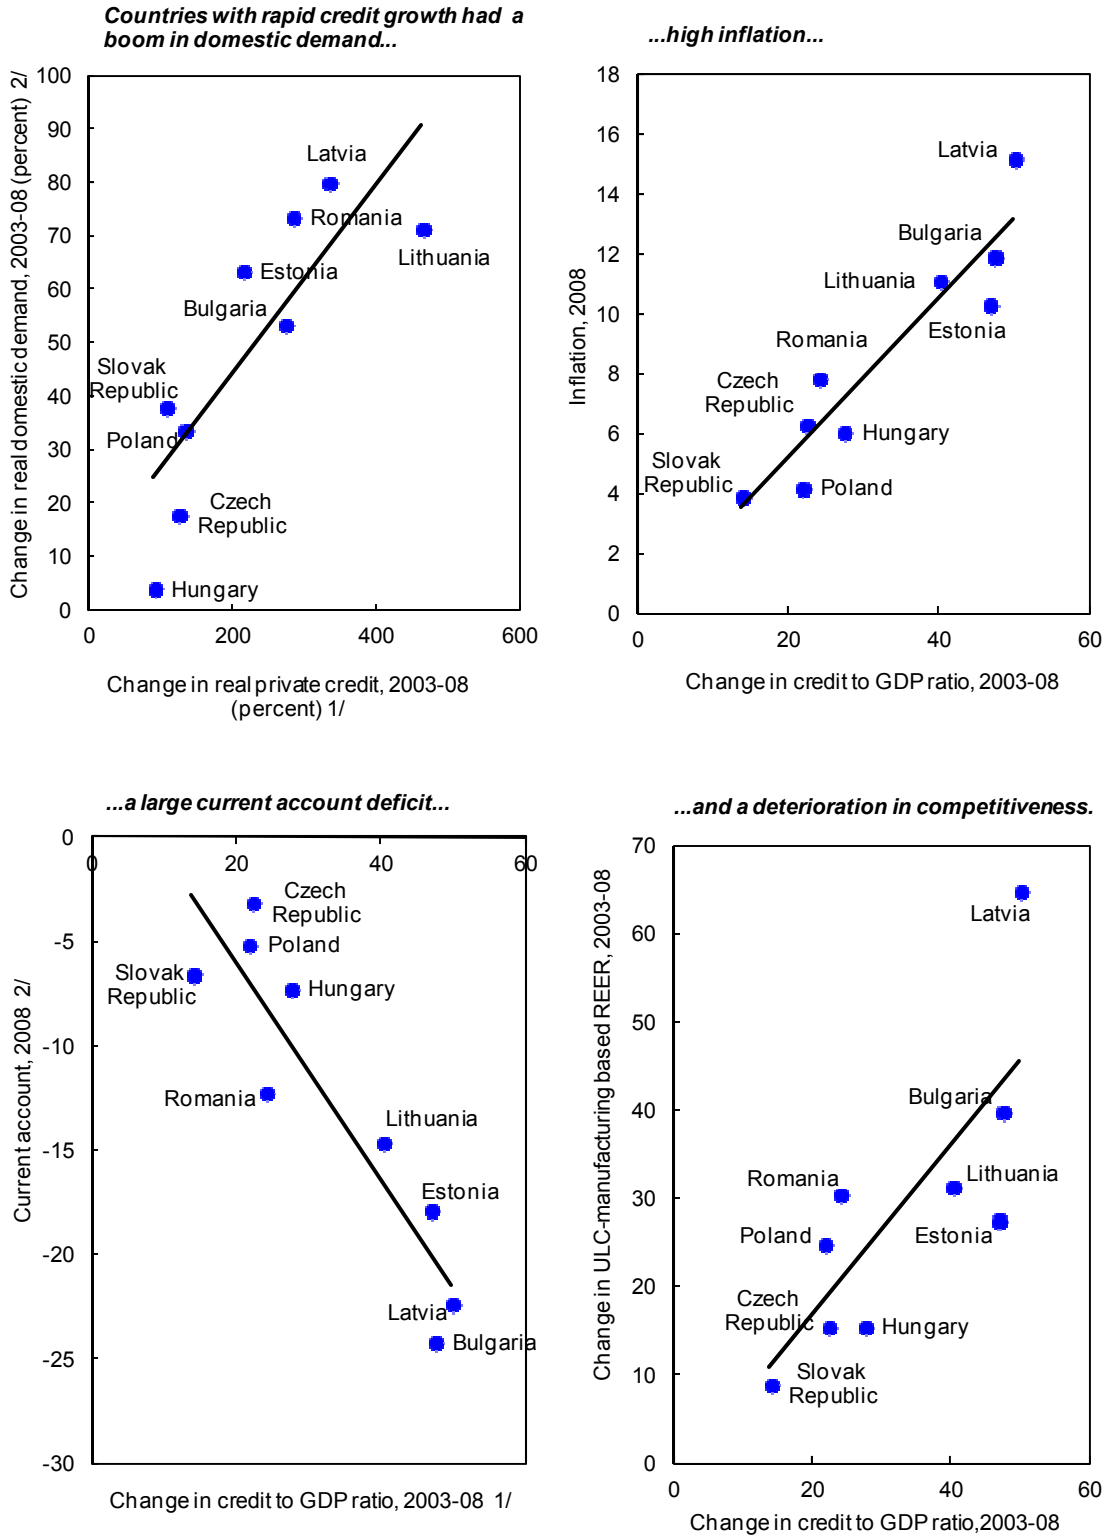 Countries with rapid credit growth had a
boom in domestic demand...
Change in real domestic demand, 2003-08 (percent) 2/
100
90
80
70
60
50
40
30
20
10
0
Latvia
Romania
Lithuania
Estonia
Bulgaria
Slovak
Republic
Poland
Czech
Republic
Hungary
0
200
400
600
Change in real private credit, 2003-08
(percent) 1/
...high inflation...
Inflation, 2008
18
16
14
12
10
8
6
4
2
0
Latvia
Bulgaria
Lithuania
Estonia
Romania
Czech
Republic
Hungary
Slovak
Republic
Poland
0
20
40
60
Change in credit to GDP ratio, 2003-08
...a large current account deficit...
Current account, 2008 2/
0
-5
-10
-15
-20
-25
-30
0
20
40
60
Czech
Republic
Poland
Slovak
Republic
Hungary
Romania
Lithuania
Estonia
Latvia
Bulgaria
Change in credit to GDP ratio, 2003-08 1/
...and a deterioration in competitiveness.
Change in ULC-manufacturing based REER, 2003-08
70
60
50
40
30
20
10
0
Latvia
Bulgaria
Lithuania
Romania
Estonia
Poland
Czech
Republic
Hungary
Slovak
Republic
0
20
40
60
Change in credit to GDP ratio,2003-08